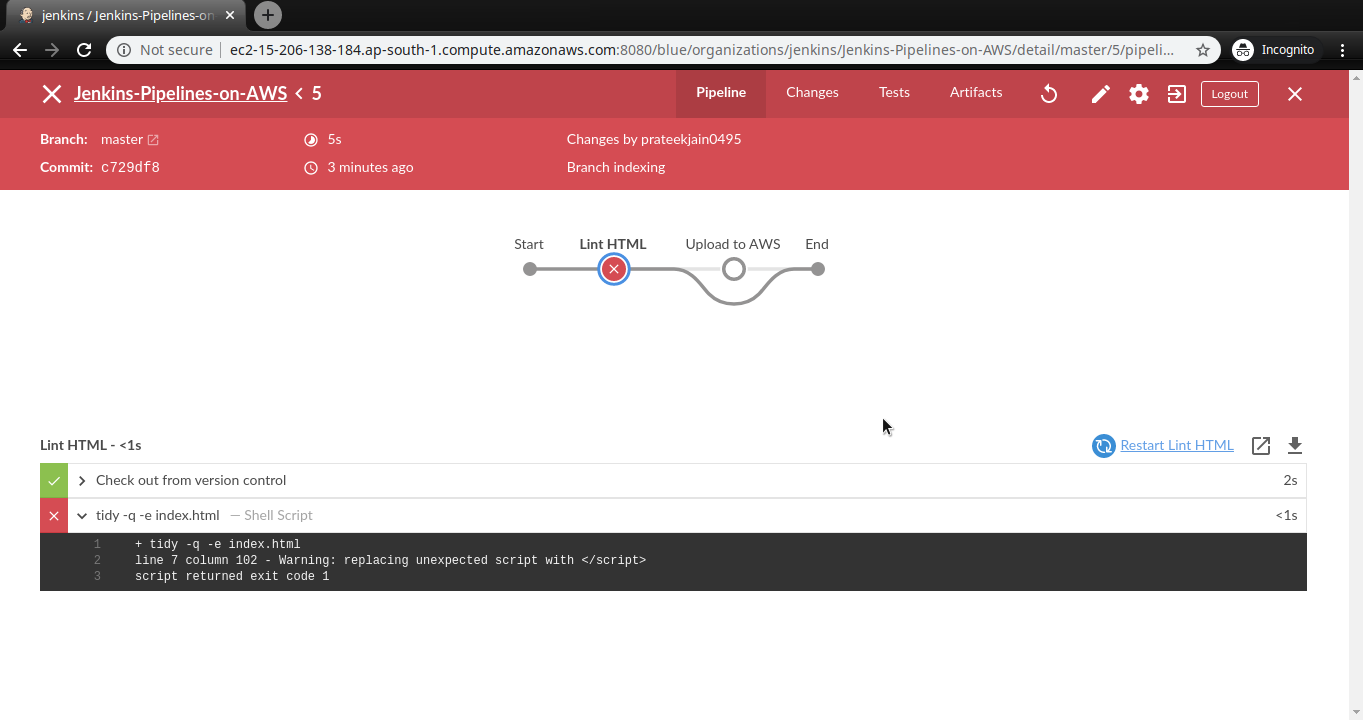 jenkins / Jenkins-Pipelines-on
Not secure
ec2-15-206-138-184.ap-south-1.compute.amazonaws.com:8080/blue/organizations/jenkins/Jenkins-Pipelines-on-AWS/detail/master/5/pipeli...
Incognito
Jenkins-Pipelines-on-AWS < 5
Pipeline
Changes
Tests
Artifacts
Logout
Branch: master
5s
Changes by prateekjain0495
Commit: c729df8
3 minutes ago
Branch indexing
Start
Lint HTML
Upload to AWS
End
Lint HTML - <1s
Restart Lint HTML
Check out from version control
2s
tidy -q -e index.html — Shell Script
<1s
1 + tidy -q -e index.html
2 line 7 column 102 - Warning: replacing unexpected script with </script>
3 script returned exit code 1